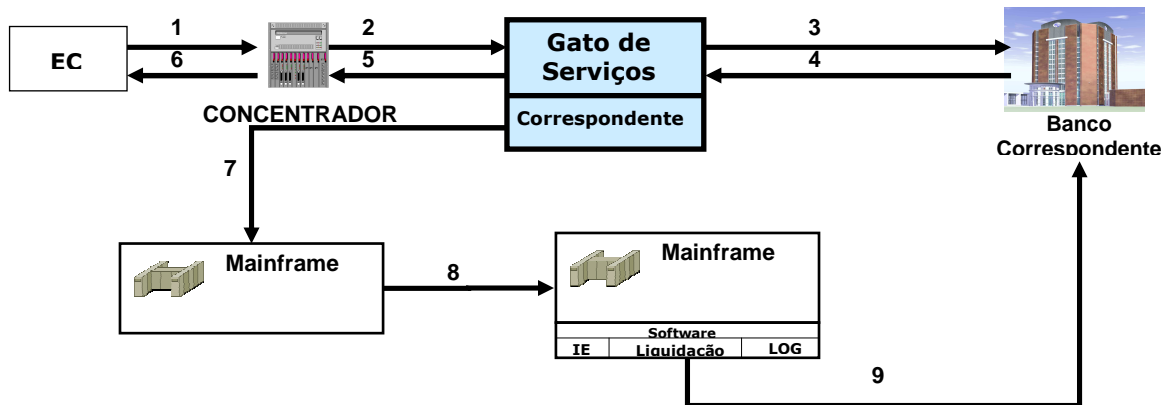 1
2
3
EC
6
5
4
Gato de
Serviços
CONCENTRADOR
Correspondente
Banco
Correspondente
7
Mainframe
8
Mainframe
Software
IE
Liquidação
LOG
9